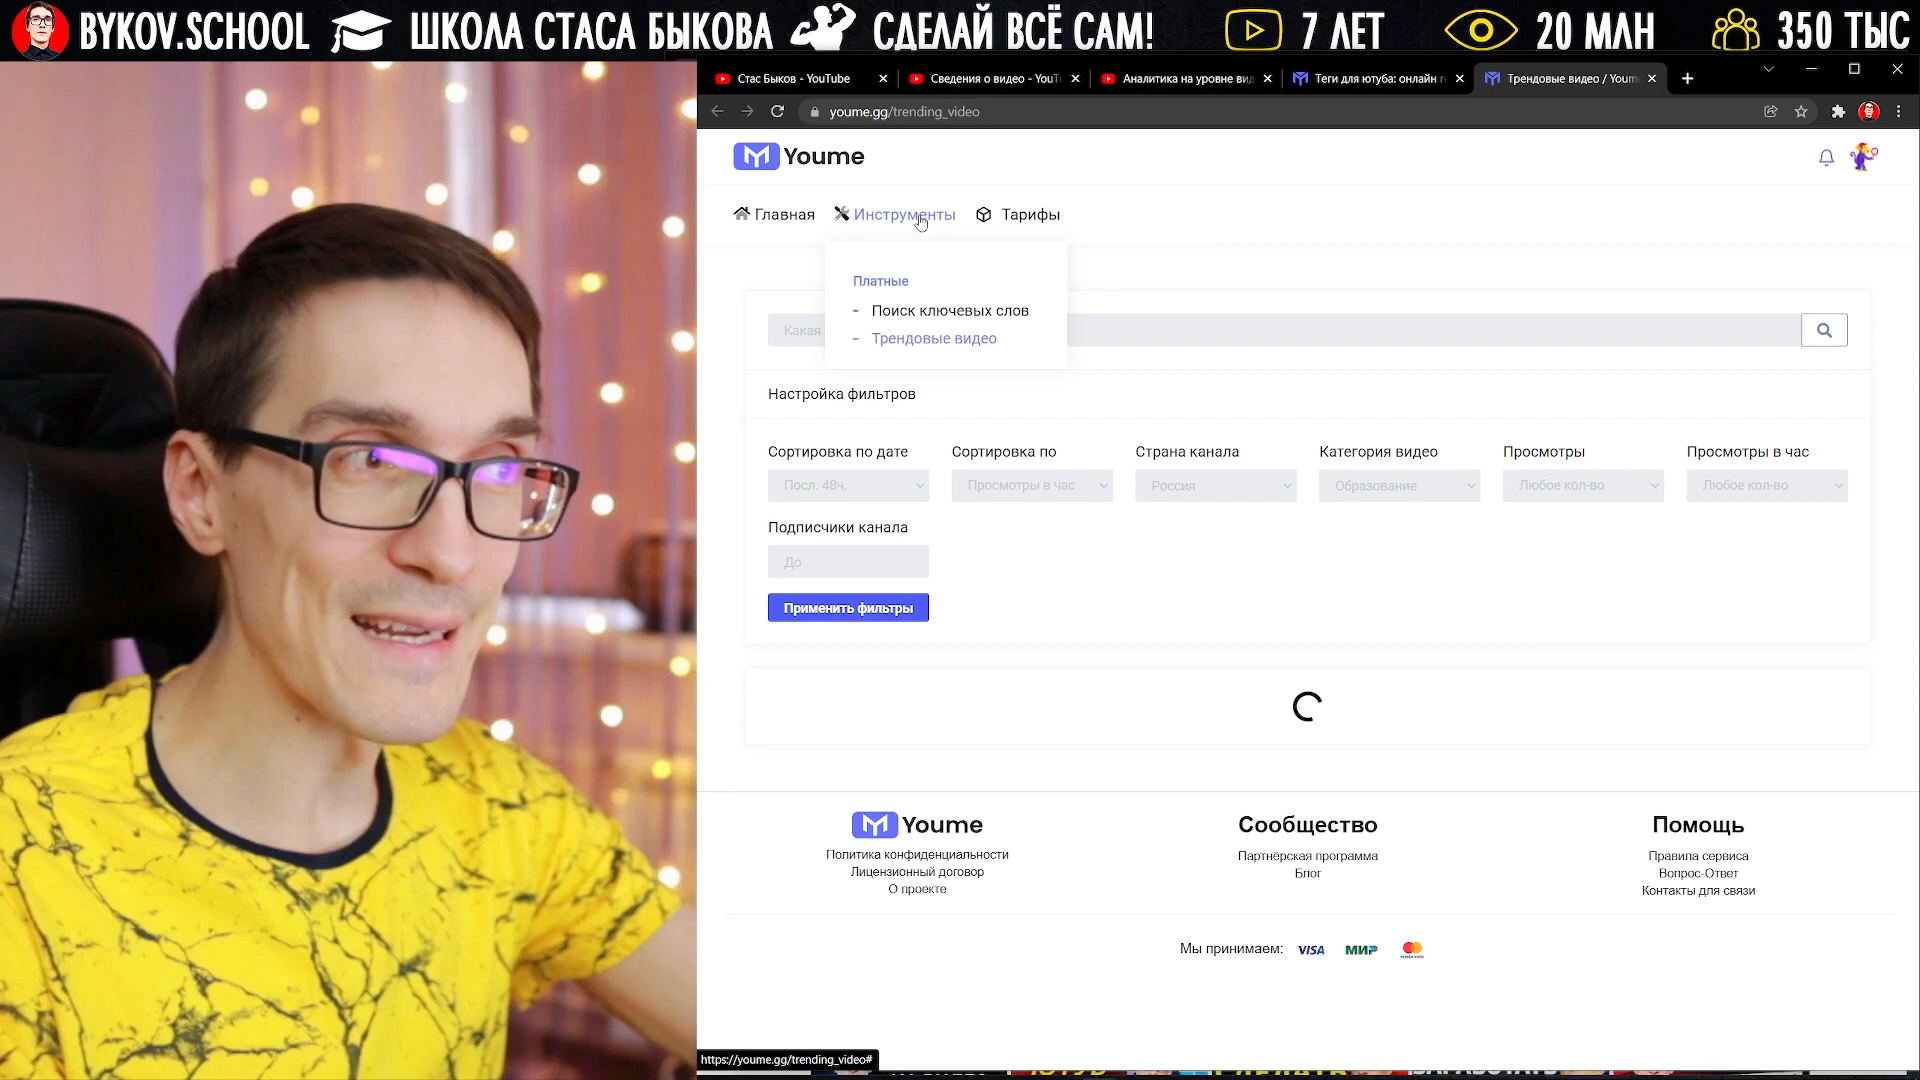 BYKOV.SCHOOL ШКОЛА СТАСА БЫКОВА СДЕЛАЙ ВСЁ САМ! 7 ЛЕТ 20 МЛН 350 ТЫС
Стас Быков - YouTube
Сведения о видео - YouTu
Аналитика на уровне вид
Теги для ютуба: онлайн ге
Трендовые видео / Youm
youme.gg/trending_video
Youme
Главная Инструменты Тарифы
Платные
- Поиск ключевых слов
- Трендовые видео
Какая
Настройка фильтров
Сортировка по дате Сортировка по Страна канала Категория видео Просмотры Просмотры в час
Посл. 48ч. Просмотры в час Россия Образование Любое кол-во Любое кол-во
Подписчики канала
До
Применить фильтры
Youme Сообщество Помощь
Политика конфиденциальности Партнёрская программа Правила сервиса
Лицензионный договор Блог Вопрос-Ответ
О проекте Контакты для связи
Мы принимаем: VISA МИР mastercard
https://youme.gg/trending_video#